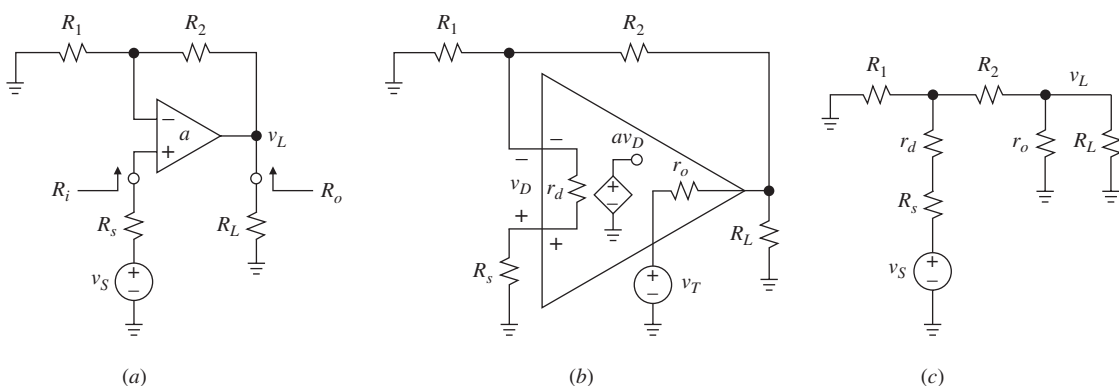 R1
R2
a
−
+
vL
Ri
Ro
Rs
RL
vS
+
−
(a)
R1
R2
−
−
avD
ro
vD
rd
+
−
+
+
RL
Rs
+
−
vT
(b)
R1
R2
vL
rd
ro
RL
Rs
vS
+
−
(c)